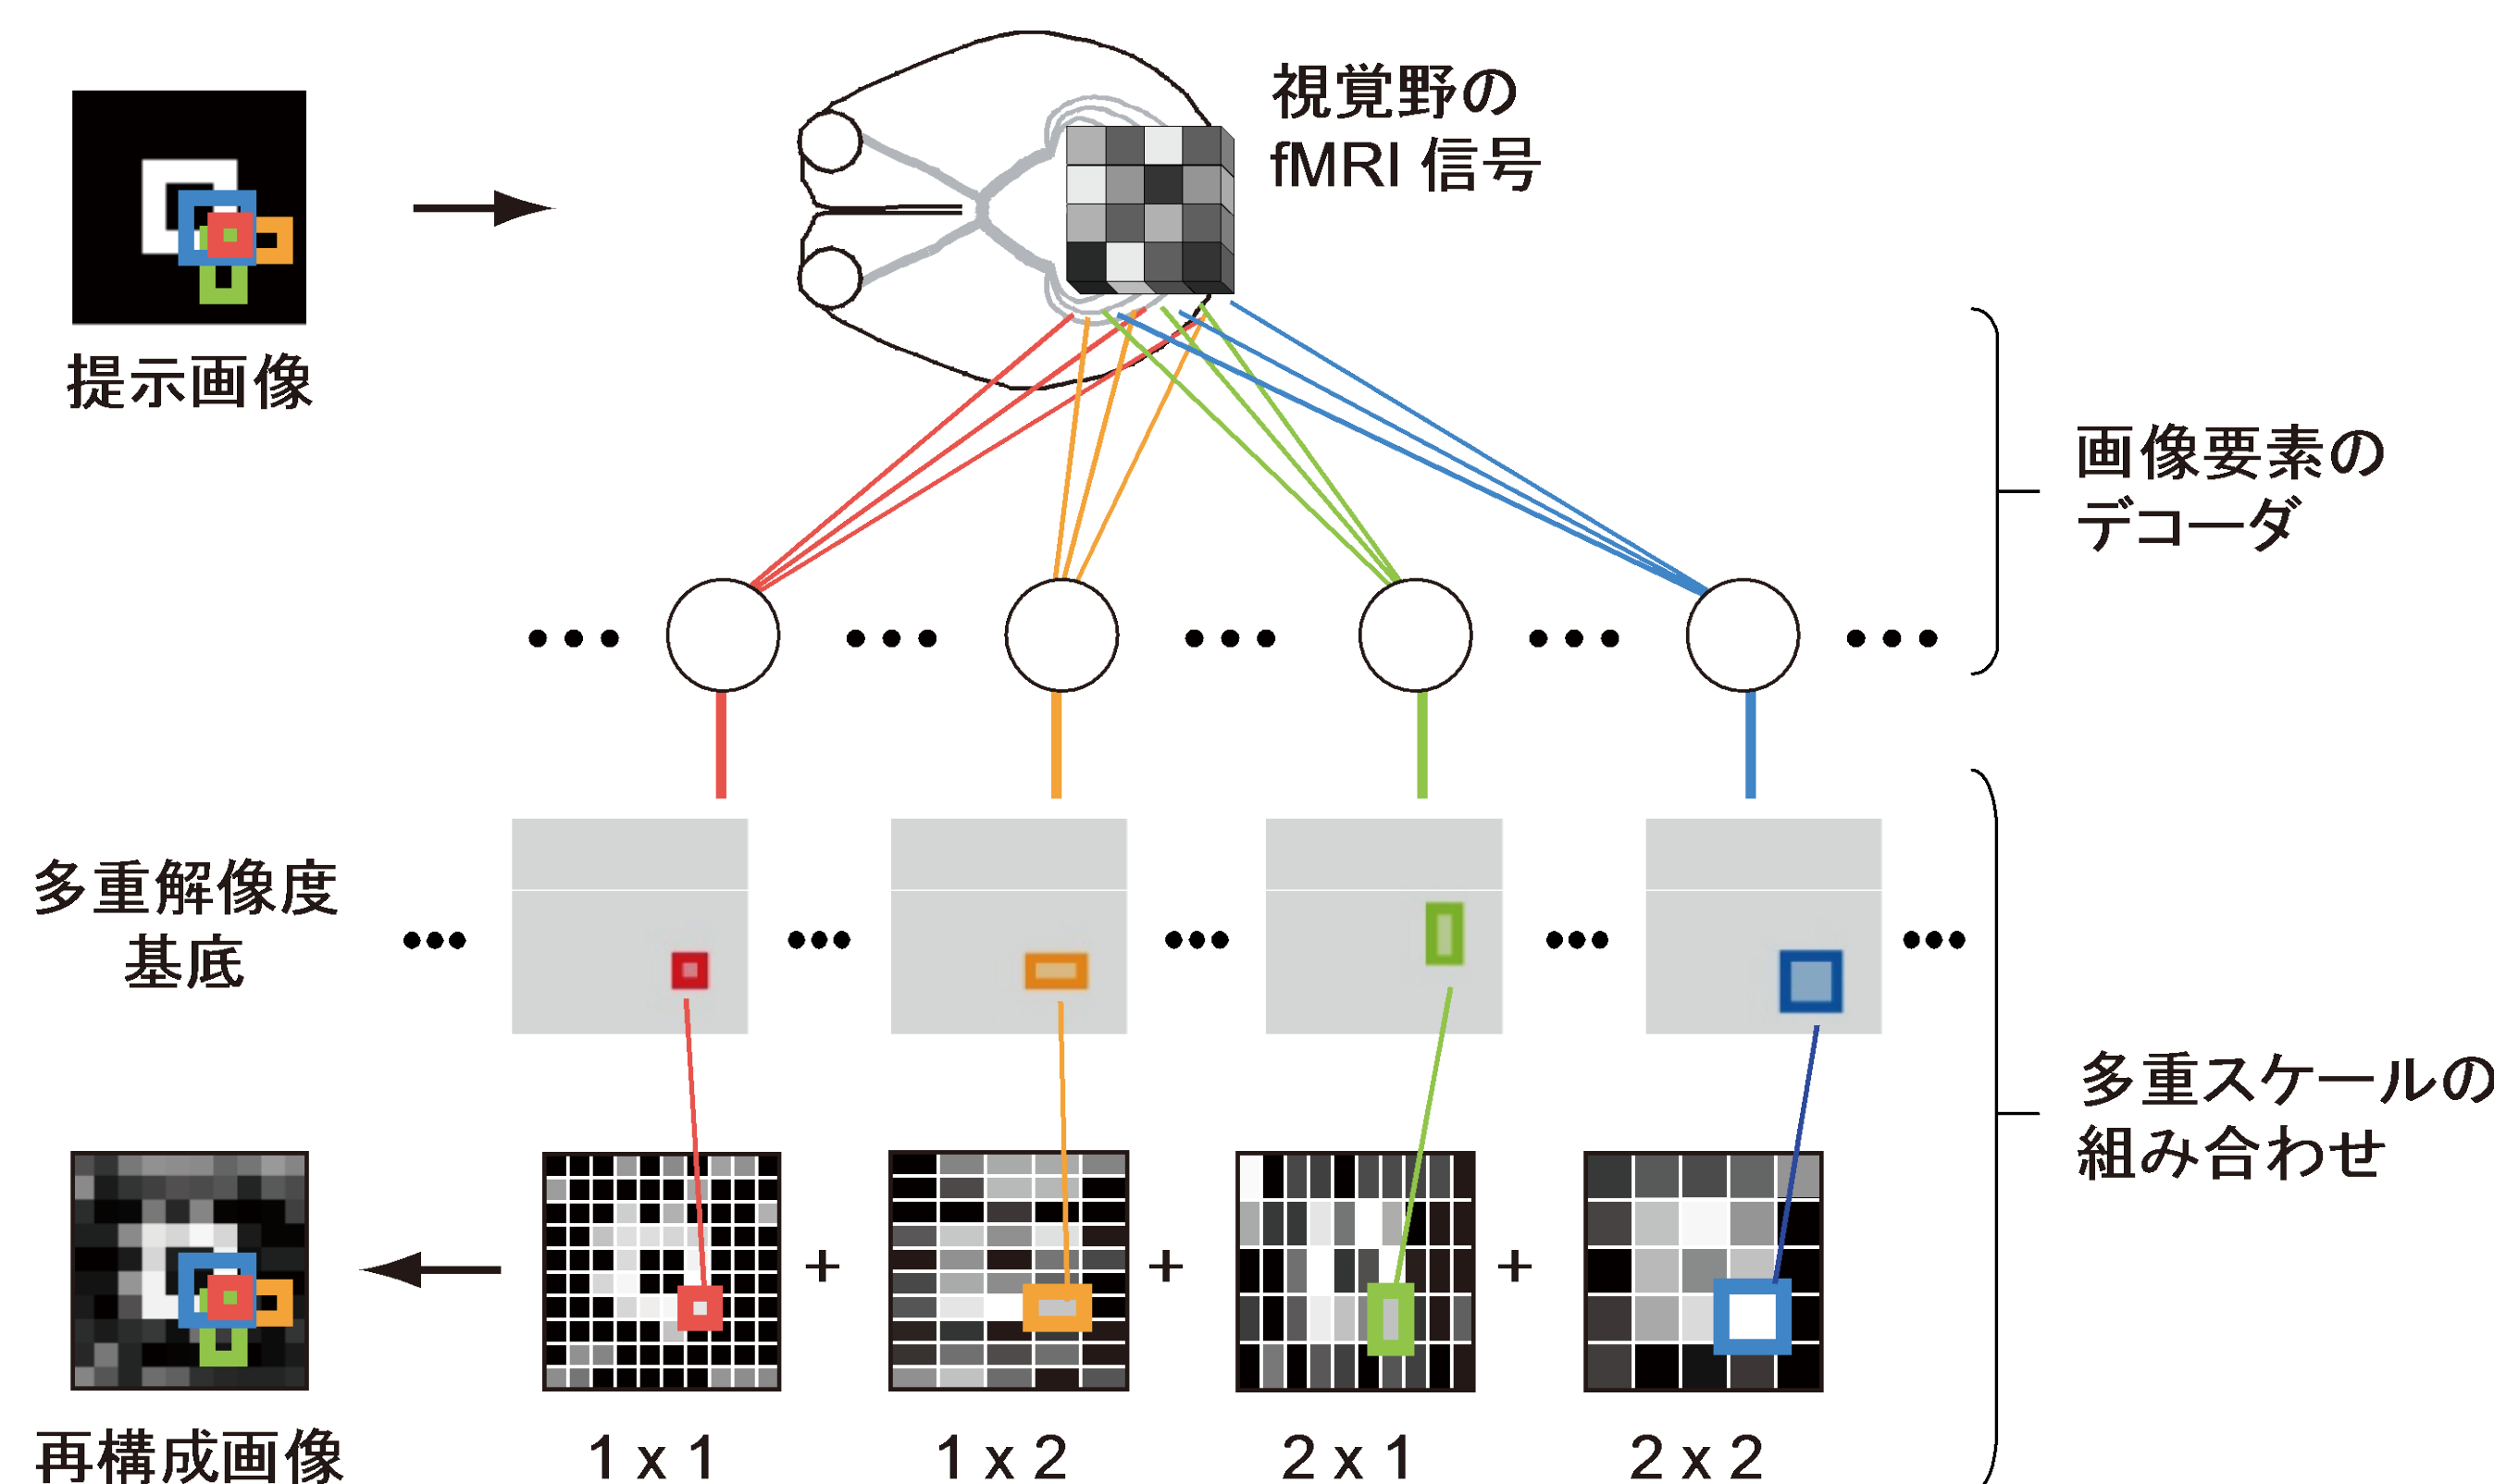 視覚野の
fMRI 信号
提示画像
画像要素の
デコーダ
多重解像度
基底
多重スケールの
組み合わせ
+
+
+
再構成画像
1 x 1
1 x 2
2 x 1
2 x 2